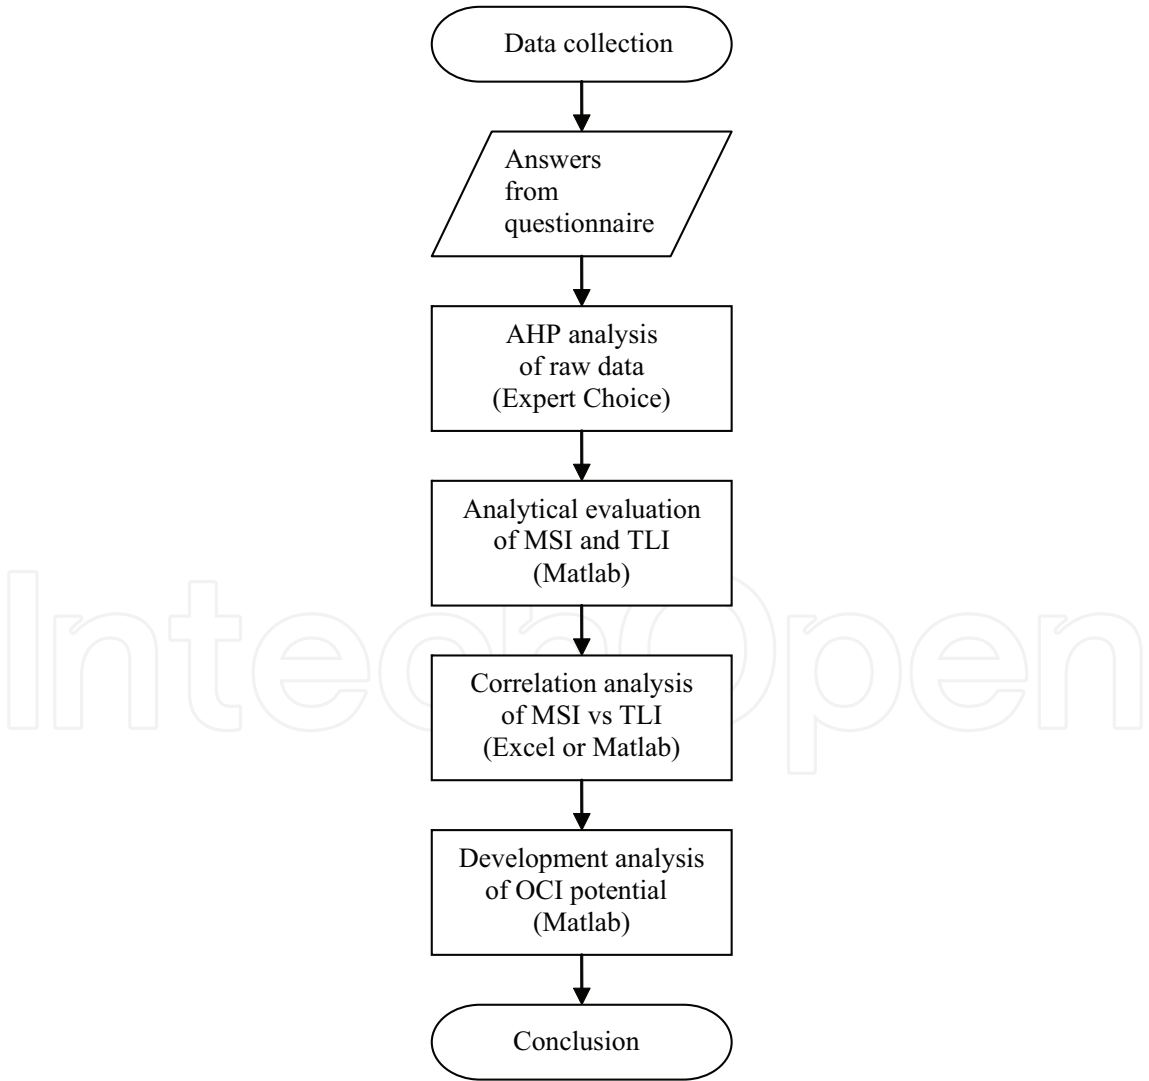 Data collection
Answers
from
questionnaire
AHP analysis
of raw data
(Expert Choice)
Analytical evaluation
of MSI and TLI
(Matlab)
IntechOpen
Correlation analysis
of MSI vs TLI
(Excel or Matlab)
Development analysis
of OCI potential
(Matlab)
Conclusion